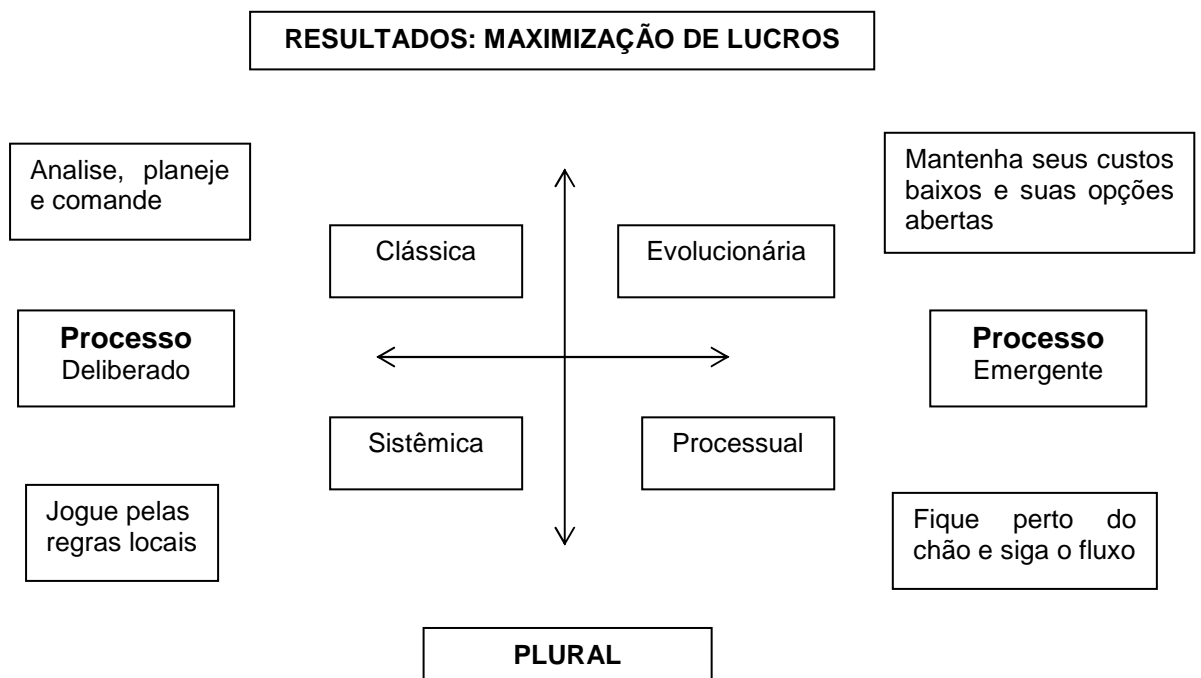 RESULTADOS: MAXIMIZAÇÃO DE LUCROS
Analise, planeje
e comande
Mantenha seus custos
baixos e suas opções
abertas
Clássica
Evolucionária
Processo
Deliberado
Processo
Emergente
Sistêmica
Processual
Jogue pelas
regras locais
Fique perto do
chão e siga o fluxo
PLURAL